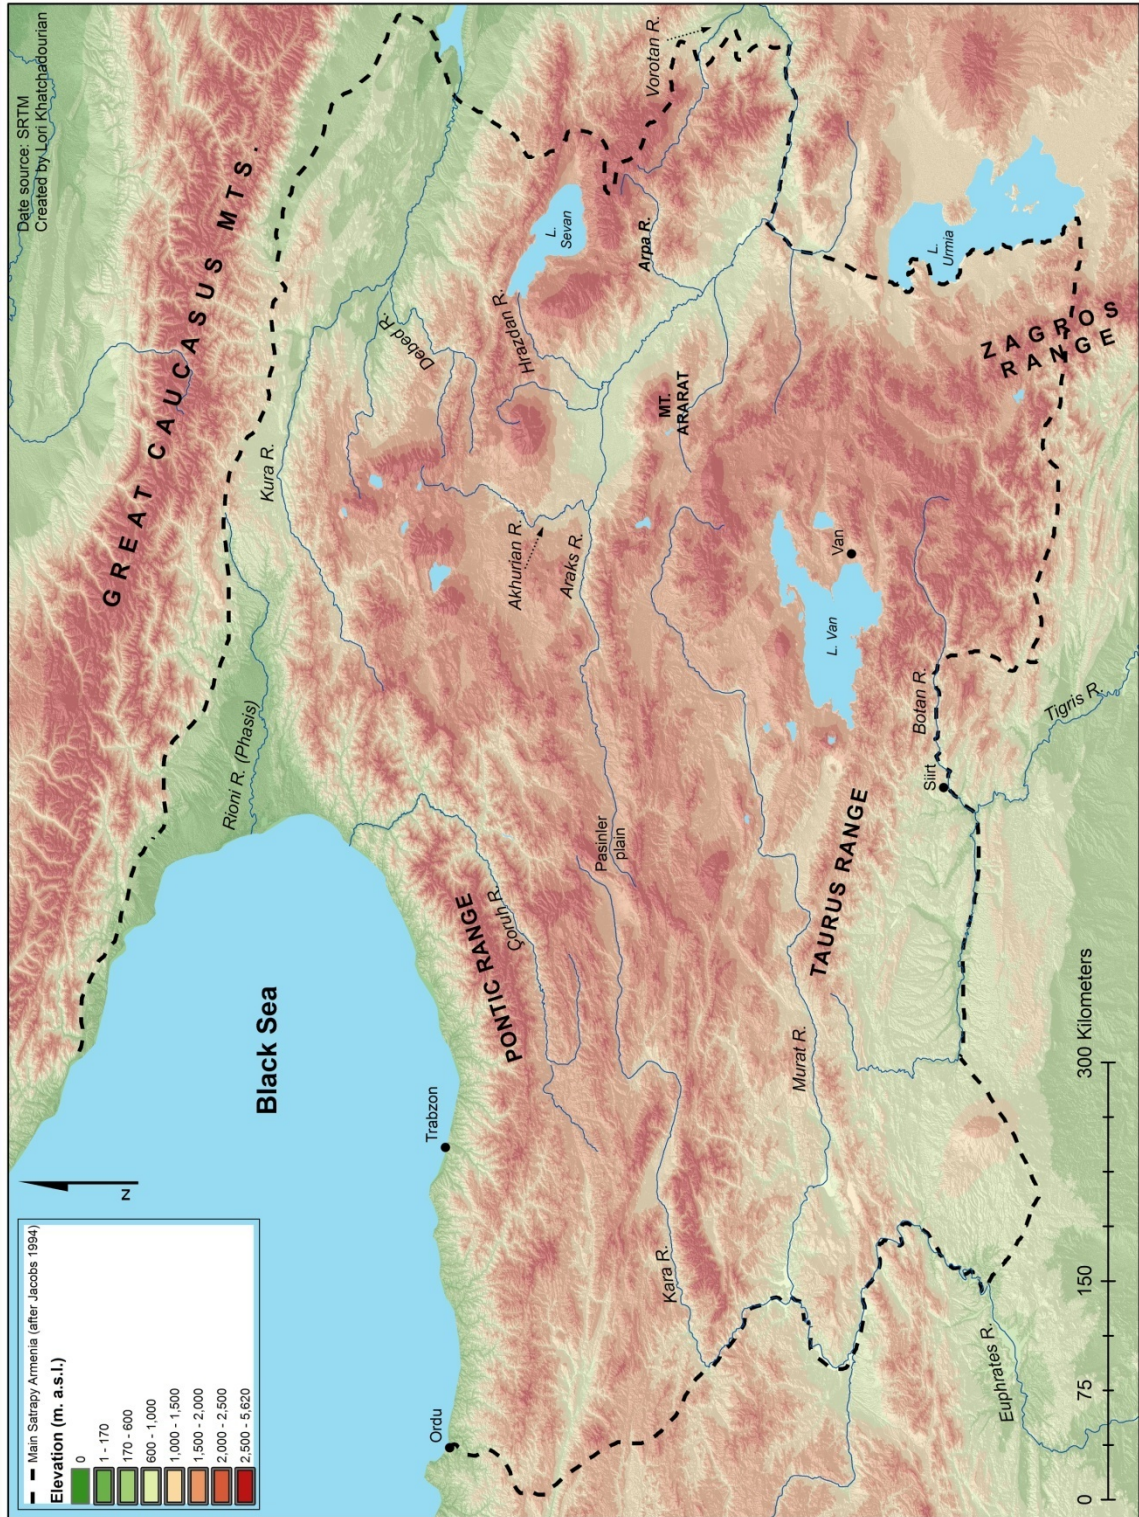 Main Satrapy Armenia (after Jacobs 1994)
Elevation (m. a.s.l.)
0
1 - 170
170 - 600
600 - 1,000
1,000 - 1,500
1,500 - 2,000
2,000 - 2,500
2,500 - 5,620
N
Date source: SRTM
Created by Lori Khatchadourian
GREAT CAUCASUS MTS.
Black Sea
Rioni R. (Phasis)
Kura R.
Debed R.
Ordu
Trabzon
PONTIC RANGE
Çoruh R.
Akhurian R.
Hrazdan R.
L.
Sevan
Araks R.
Pasinler
plain
Arpa R.
Vorotan R.
Kara R.
MT.
ARARAT
Murat R.
TAURUS RANGE
L. Van
Van
L.
Urmia
Botan R.
Siirt
ZAGROS
RANGE
Tigris R.
Euphrates R.
0
75
150
300 Kilometers